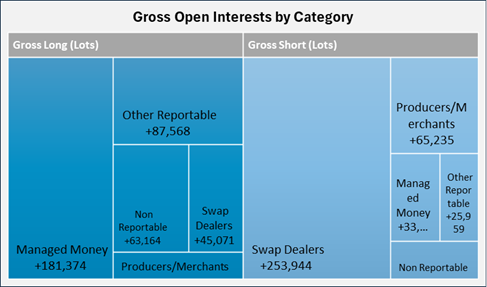 Gross Open Interests by Category
Gross Long (Lots)
Managed Money
+181,374
Other Reportable
+87,568
Non
Reportable
+63,164
Swap
Dealers
+45,071
Producers/Merchants
Gross Short (Lots)
Swap Dealers
+253,944
Producers/M
erchants
+65,235
Manag
ed
Money
+33,...
Other
Repor
table
+25,9
59
Non Reportable